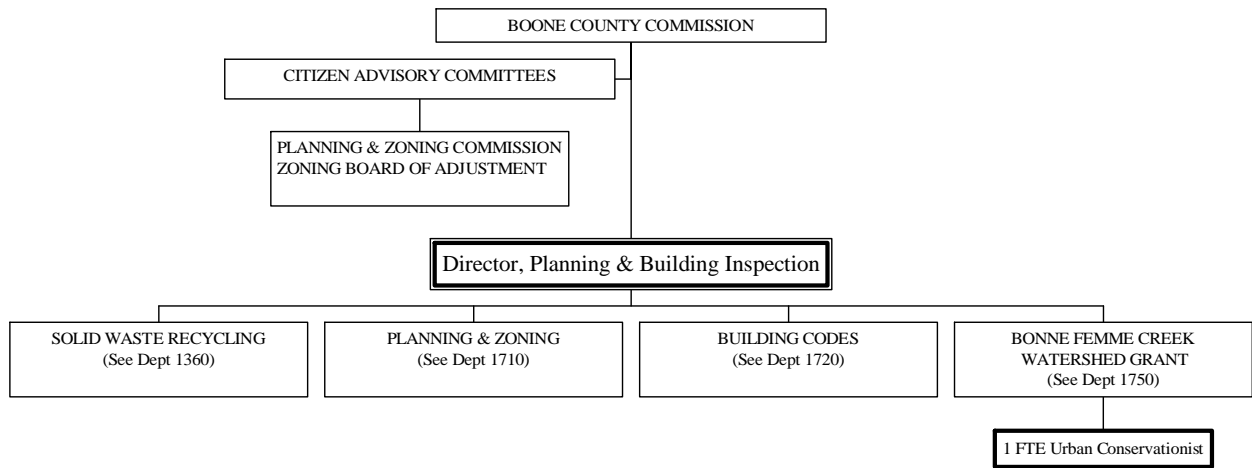 BOONE COUNTY COMMISSION
CITIZEN ADVISORY COMMITTEES
PLANNING & ZONING COMMISSION
ZONING BOARD OF ADJUSTMENT
Director, Planning & Building Inspection
SOLID WASTE RECYCLING
(See Dept 1360)
PLANNING & ZONING
(See Dept 1710)
BUILDING CODES
(See Dept 1720)
BONNE FEMME CREEK
WATERSHED GRANT
(See Dept 1750)
1 FTE Urban Conservationist